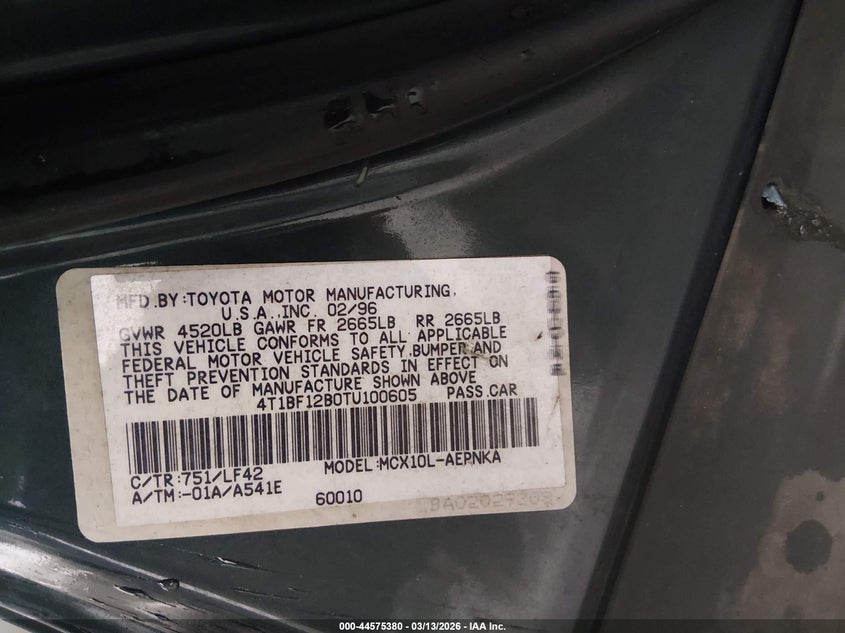 MFD.BY:TOYOTA MOTOR MANUFACTURING,
U.S.A.,INC. 02/96
GVWR 4520LB GAWR FR 2665LB RR 2665LB
THIS VEHICLE CONFORMS TO ALL APPLICABLE
FEDERAL MOTOR VEHICLE SAFETY,BUMPER AND
THEFT PREVENTION STANDARDS IN EFFECT ON
THE DATE OF MANUFACTURE SHOWN ABOVE
4T1BF12B0TU100605 PASS.CAR
C/TR:751/LF42 MODEL:MCX10L-AEPNKA
A/TM:-01A/A541E 60010
000-44575380 - 03/13/2026 - IAA Inc.